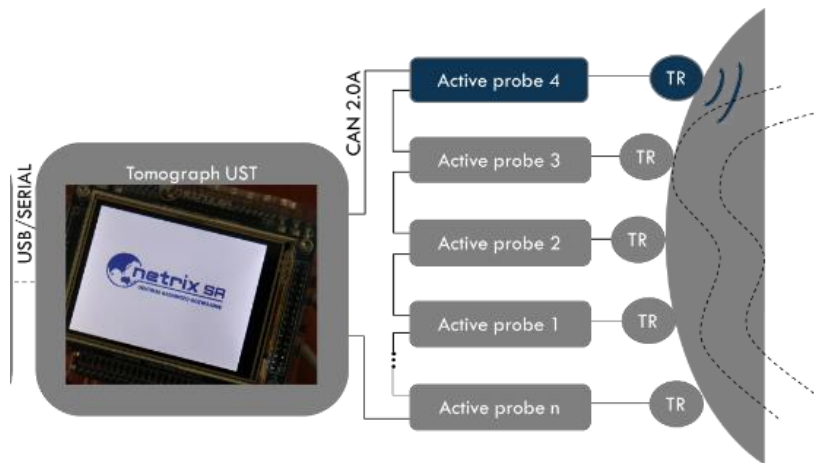 USB/SERIAL
Tomograph UST
netrix SA
CAN 2.0A
Active probe 4
TR
Active probe 3
TR
Active probe 2
TR
Active probe 1
TR
Active probe n
TR